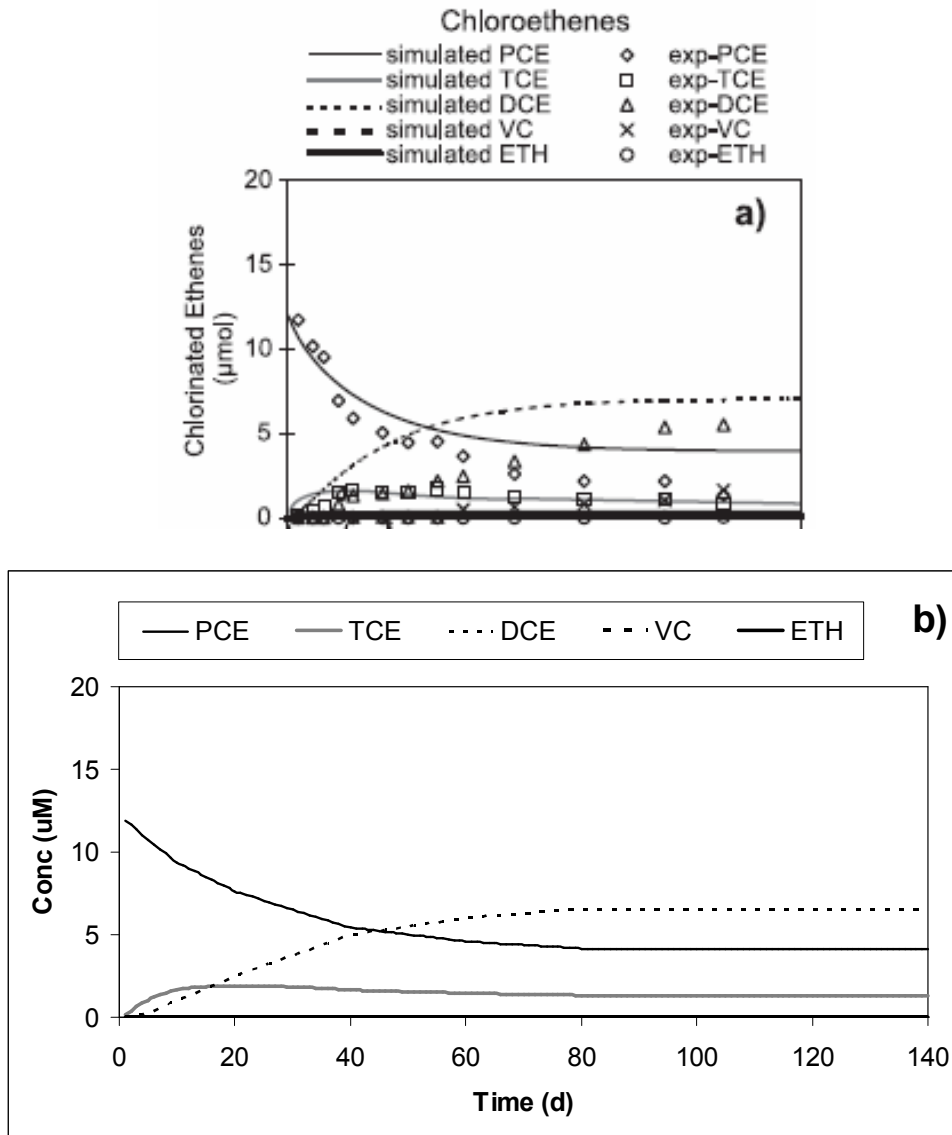 Chloroethenes
simulated PCE exp-PCE
simulated TCE exp-TCE
simulated DCE exp-DCE
simulated VC exp-VC
simulated ETH exp-ETH
20
a)
15
10
5
0
Chlorinated Ethenes
(µmol)
PCE TCE DCE VC ETH
b)
20
15
10
5
0
Conc (uM)
0 20 40 60 80 100 120 140
Time (d)